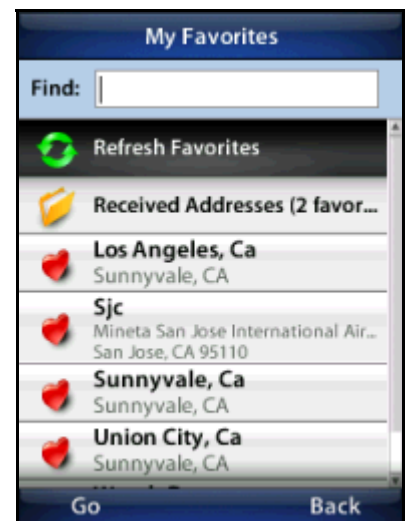 My Favorites
Find:
Refresh Favorites
Received Addresses (2 favor...
Los Angeles, Ca
Sunnyvale, CA
Sjc
Mineta San Jose International Air...
San Jose, CA 95110
Sunnyvale, Ca
Sunnyvale, CA
Union City, Ca
Sunnyvale, CA
Go Back